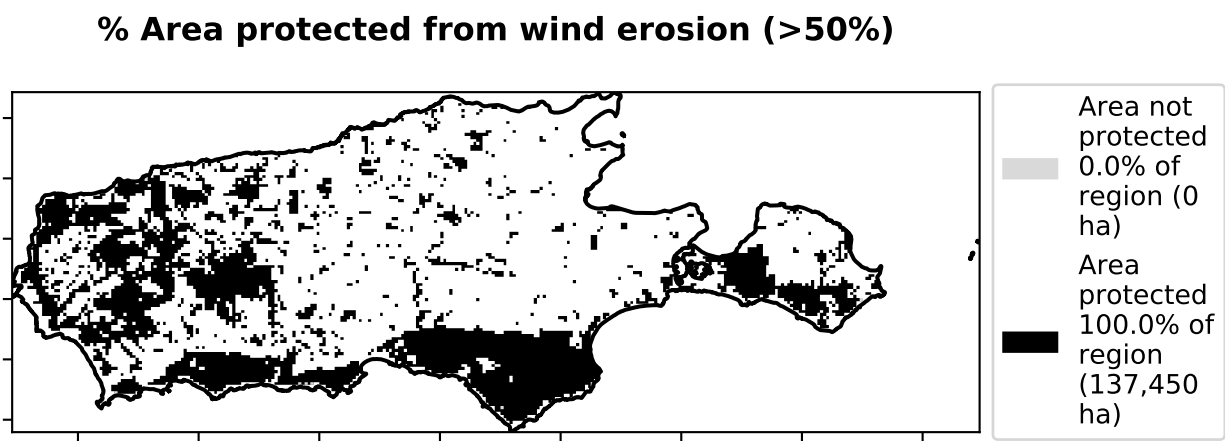 % Area protected from wind erosion (>50%)
Area not
protected
0.0% of
region (0
ha)
Area
protected
100.0% of
region
(137,450
ha)